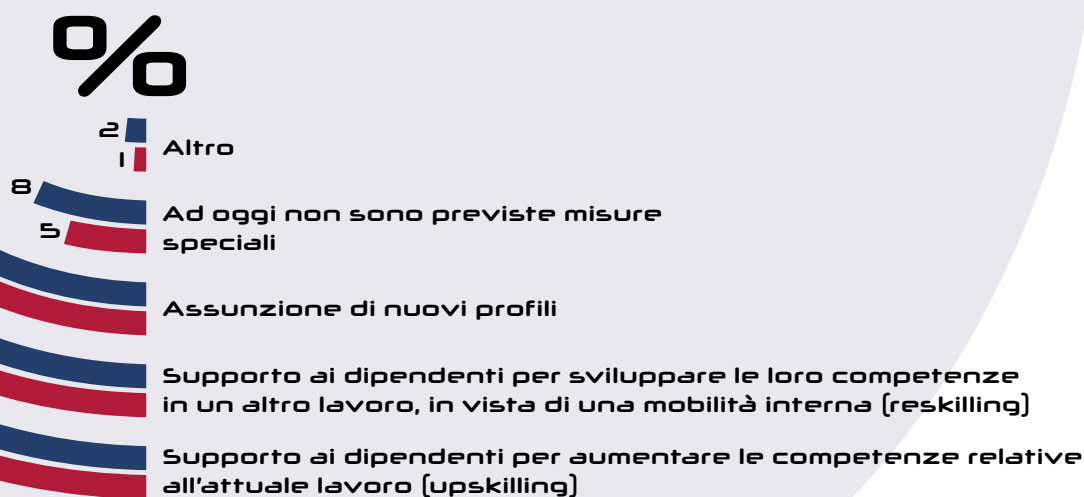 %
2
Altro
1
8
Ad oggi non sono previste misure
5
speciali
Assunzione di nuovi profili
Supporto ai dipendenti per sviluppare le loro competenze
in un altro lavoro, in vista di una mobilità interna (reskilling)
Supporto ai dipendenti per aumentare le competenze relative
all'attuale lavoro (upskilling)